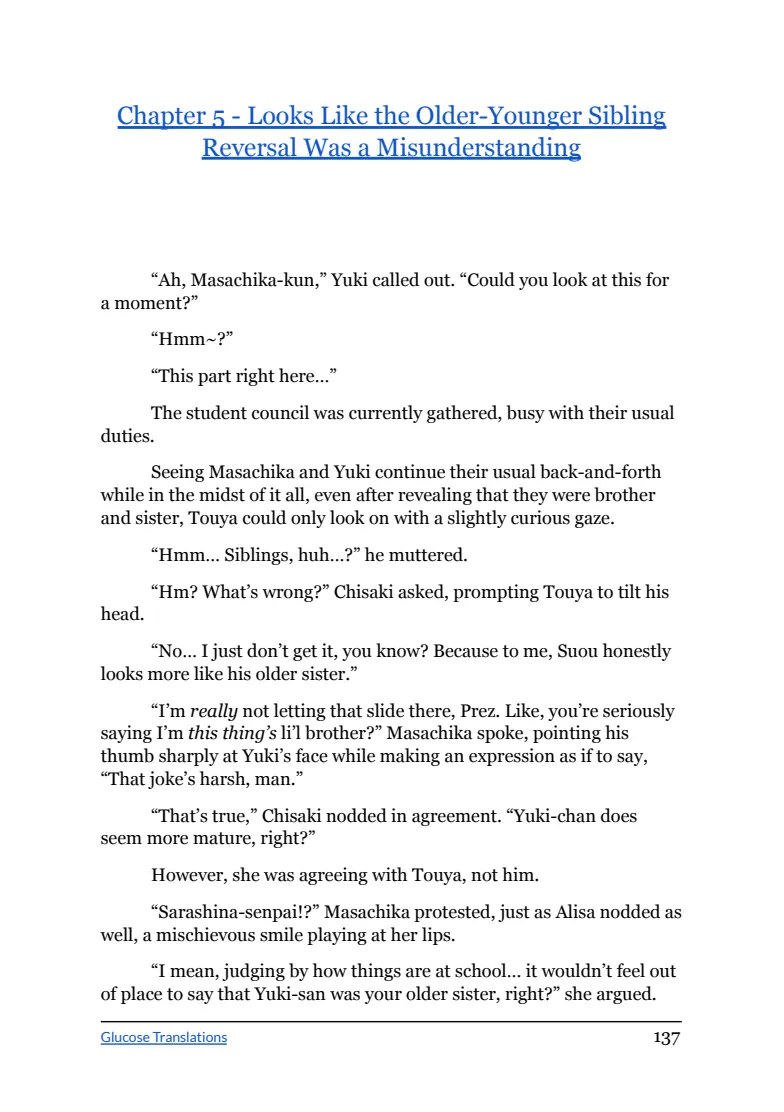 Chapter 5 - Looks Like the Older-Younger Sibling
Reversal Was a Misunderstanding
“Ah, Masachika-kun,” Yuki called out. “Could you look at this for
a moment?”
“Hmm~?”
“This part right here...”
The student council was currently gathered, busy with their usual
duties.
Seeing Masachika and Yuki continue their usual back-and-forth
while in the midst of it all, even after revealing that they were brother
and sister, Touya could only look on with a slightly curious gaze.
“Hmm... Siblings, huh...?” he muttered.
“Hm? What’s wrong?” Chisaki asked, prompting Touya to tilt his
head.
“No... I just don’t get it, you know? Because to me, Suou honestly
looks more like his older sister.”
“I’m really not letting that slide there, Prez. Like, you’re seriously
saying I’m this thing’s li’l brother?” Masachika spoke, pointing his
thumb sharply at Yuki’s face while making an expression as if to say,
“That joke’s harsh, man.”
“That’s true,” Chisaki nodded in agreement. “Yuki-chan does
seem more mature, right?”
However, she was agreeing with Touya, not him.
“Sarashina-senpai!?” Masachika protested, just as Alisa nodded as
well, a mischievous smile playing at her lips.
“I mean, judging by how things are at school... it wouldn’t feel out
of place to say that Yuki-san was your older sister, right?” she argued.
Glucose Translations 137